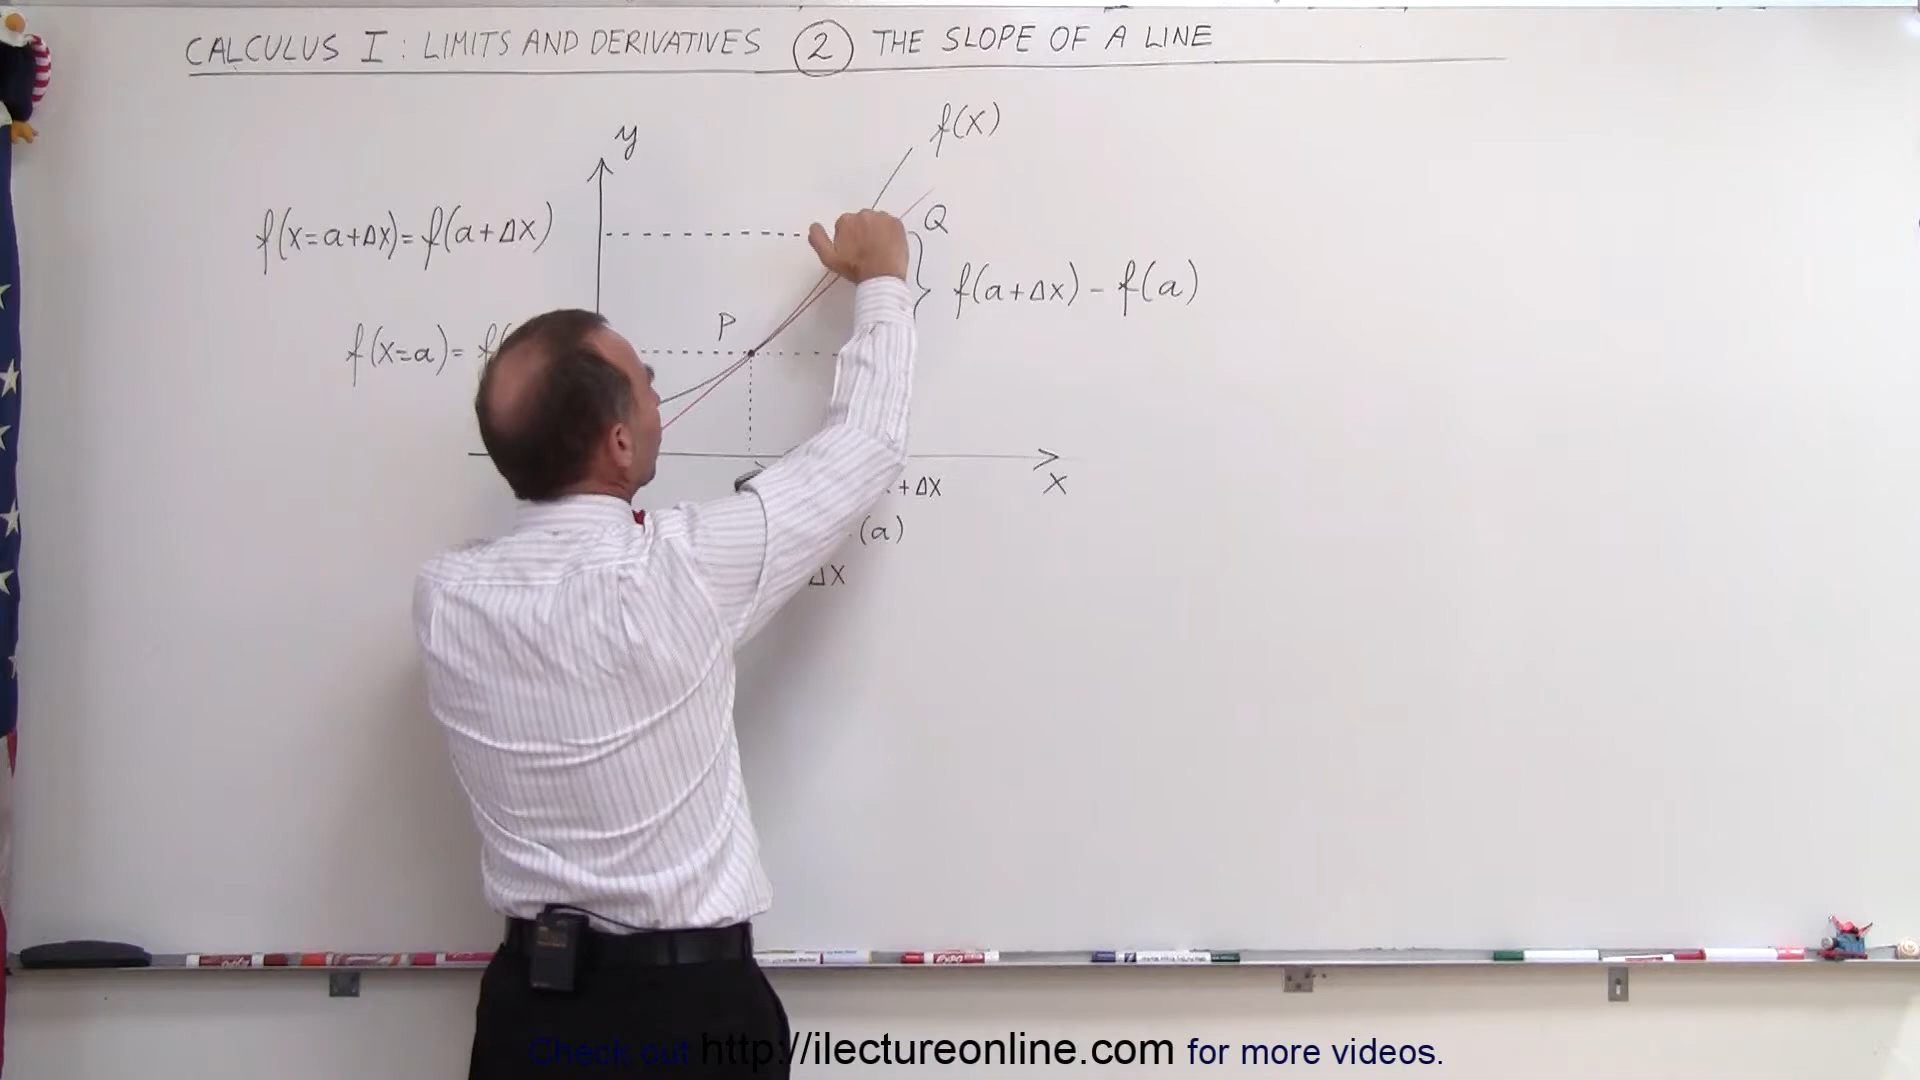 CALCULUS I : LIMITS AND DERIVATIVES 2 THE SLOPE OF A LINE
f(x)
y
f(x=a+Δx)=f(a+Δx)
Q
f(a+Δx) - f(a)
P
f(x=a)=
x
+ Δx
(a)
Δx
EXPO
Check out http://ilectureonline.com for more videos.